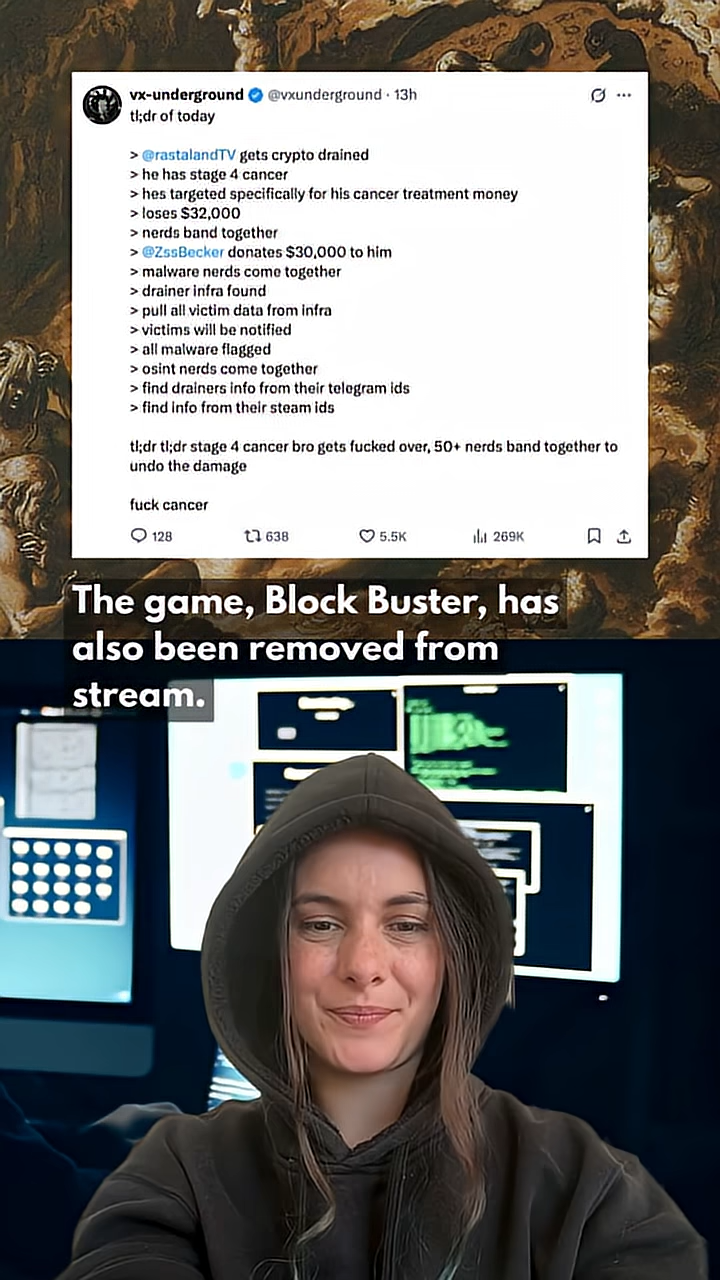 vx-underground @vxunderground · 13h
tl;dr of today
> @rastalandTV gets crypto drained
> he has stage 4 cancer
> hes targeted specifically for his cancer treatment money
> loses $32,000
> nerds band together
> @ZssBecker donates $30,000 to him
> malware nerds come together
> drainer infra found
> pull all victim data from infra
> victims will be notified
> all malware flagged
> osint nerds come together
> find drainers info from their telegram ids
> find info from their steam ids
tl;dr tl;dr stage 4 cancer bro gets fucked over, 50+ nerds band together to
undo the damage
fuck cancer
128 638 5.5K 269K
The game, Block Buster, has
also been removed from
stream.